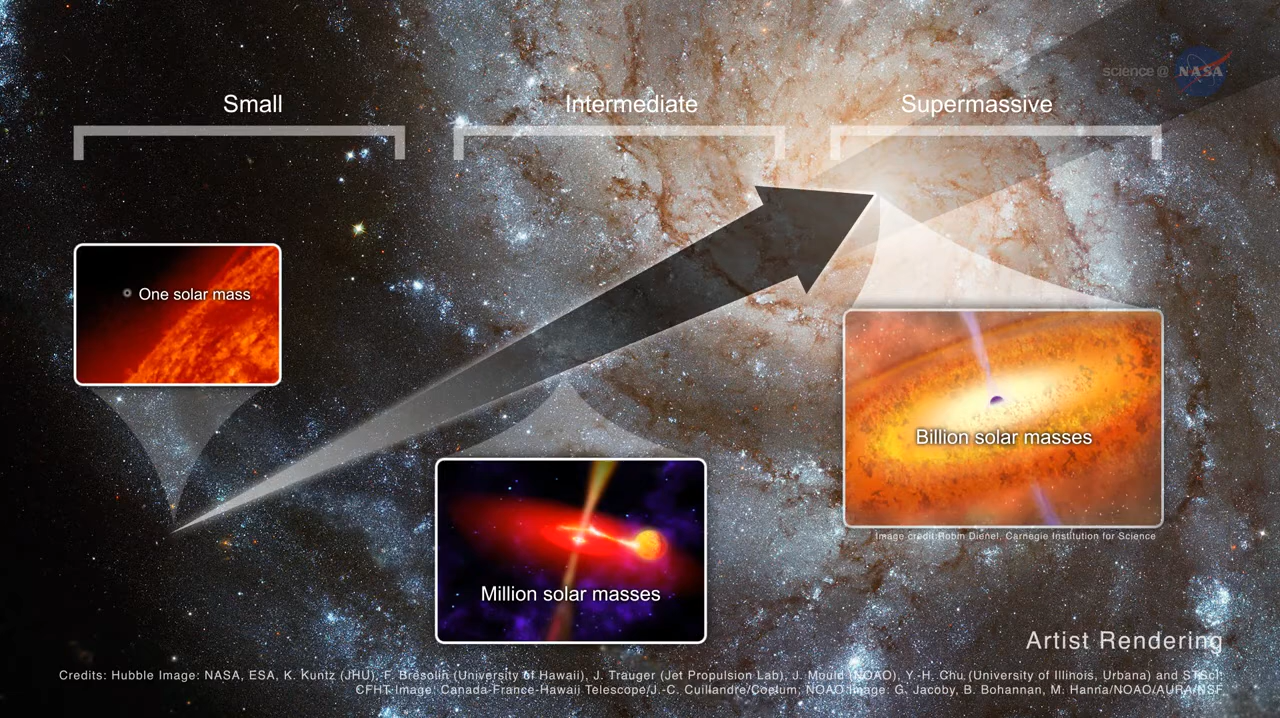 science@ NASA
Small
Intermediate
Supermassive
One solar mass
Million solar masses
Billion solar masses
Image credit:Robin Dienel, Carnegie Institution for Science
Artist Rendering
Credits: Hubble Image: NASA, ESA, K. Kuntz (JHU), F. Bresolin (University of Hawaii), J. Trauger (Jet Propulsion Lab), J. Mould (NOAO), Y.-H. Chu (University of Illinois, Urbana) and STScI;
CFHT Image: Canada-France-Hawaii Telescope/J.-C. Cuillandre/Coelum; NOAO Image: G. Jacoby, B. Bohannan, M. Hanna/NOAO/AURA/NSF